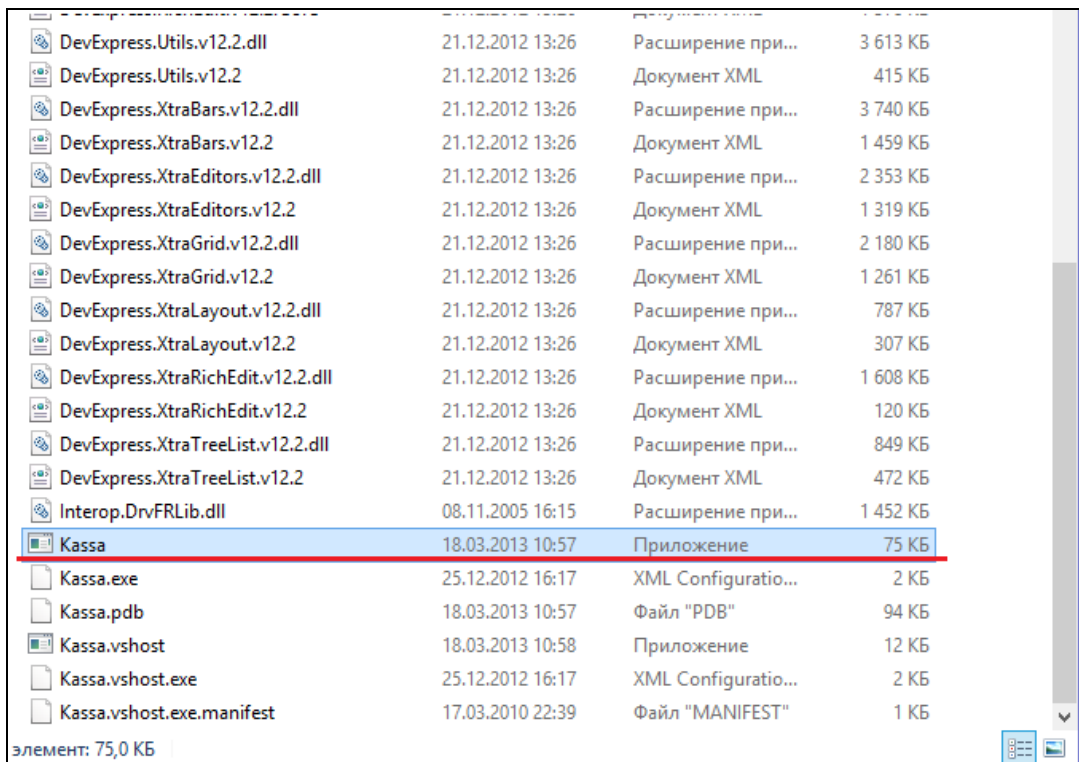 DevExpress.Utils.v12.2.dll 21.12.2012 13:26 Расширение при... 3 613 КБ
DevExpress.Utils.v12.2 21.12.2012 13:26 Документ XML 415 КБ
DevExpress.XtraBars.v12.2.dll 21.12.2012 13:26 Расширение при... 3 740 КБ
DevExpress.XtraBars.v12.2 21.12.2012 13:26 Документ XML 1 459 КБ
DevExpress.XtraEditors.v12.2.dll 21.12.2012 13:26 Расширение при... 2 353 КБ
DevExpress.XtraEditors.v12.2 21.12.2012 13:26 Документ XML 1 319 КБ
DevExpress.XtraGrid.v12.2.dll 21.12.2012 13:26 Расширение при... 2 180 КБ
DevExpress.XtraGrid.v12.2 21.12.2012 13:26 Документ XML 1 261 КБ
DevExpress.XtraLayout.v12.2.dll 21.12.2012 13:26 Расширение при... 787 КБ
DevExpress.XtraLayout.v12.2 21.12.2012 13:26 Документ XML 307 КБ
DevExpress.XtraRichEdit.v12.2.dll 21.12.2012 13:26 Расширение при... 1 608 КБ
DevExpress.XtraRichEdit.v12.2 21.12.2012 13:26 Документ XML 120 КБ
DevExpress.XtraTreeList.v12.2.dll 21.12.2012 13:26 Расширение при... 849 КБ
DevExpress.XtraTreeList.v12.2 21.12.2012 13:26 Документ XML 472 КБ
Interop.DrvFRLib.dll 08.11.2005 16:15 Расширение при... 1 452 КБ
Kassa 18.03.2013 10:57 Приложение 75 КБ
Kassa.exe 25.12.2012 16:17 XML Configuratio... 2 КБ
Kassa.pdb 18.03.2013 10:57 Файл "PDB" 94 КБ
Kassa.vshost 18.03.2013 10:58 Приложение 12 КБ
Kassa.vshost.exe 25.12.2012 16:17 XML Configuratio... 2 КБ
Kassa.vshost.exe.manifest 17.03.2010 22:39 Файл "MANIFEST" 1 КБ
элемент: 75,0 КБ